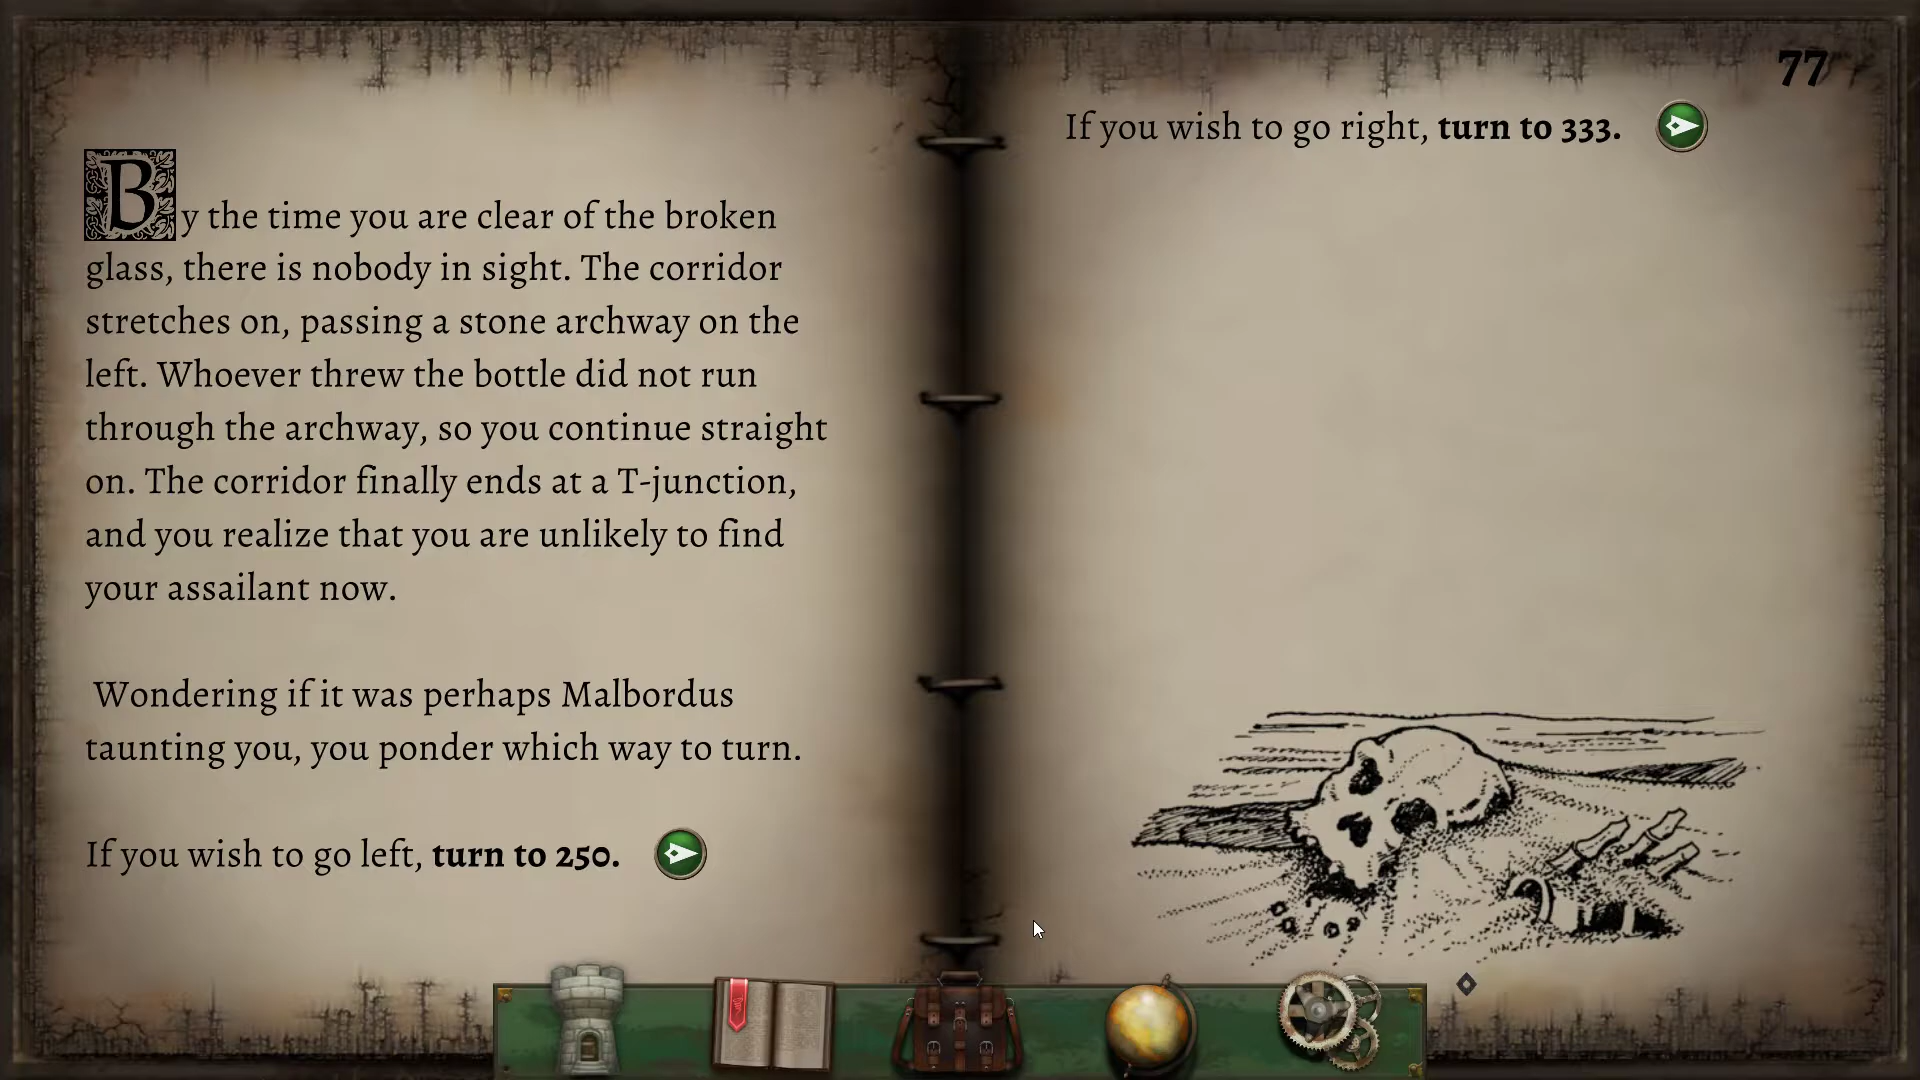 By the time you are clear of the broken
glass, there is nobody in sight. The corridor
stretches on, passing a stone archway on the
left. Whoever threw the bottle did not run
through the archway, so you continue straight
on. The corridor finally ends at a T-junction,
and you realize that you are unlikely to find
your assailant now.
Wondering if it was perhaps Malbordus
taunting you, you ponder which way to turn.
If you wish to go left, turn to 250.
77
If you wish to go right, turn to 333.